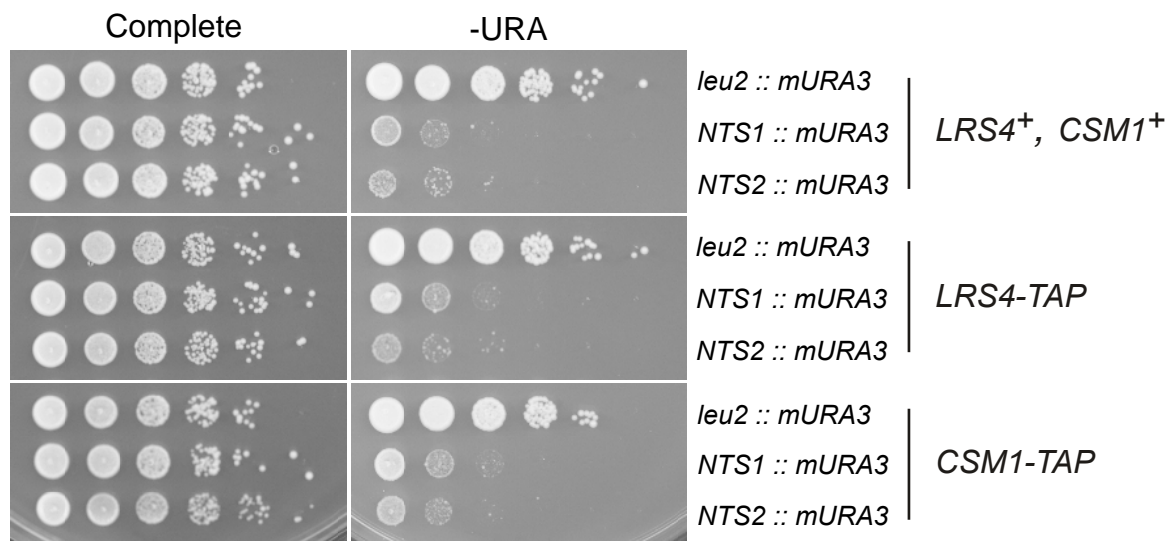 Complete
-URA
leu2 :: mURA3
NTS1 :: mURA3
NTS2 :: mURA3
LRS4+, CSM1+
leu2 :: mURA3
NTS1 :: mURA3
NTS2 :: mURA3
LRS4-TAP
leu2 :: mURA3
NTS1 :: mURA3
NTS2 :: mURA3
CSM1-TAP